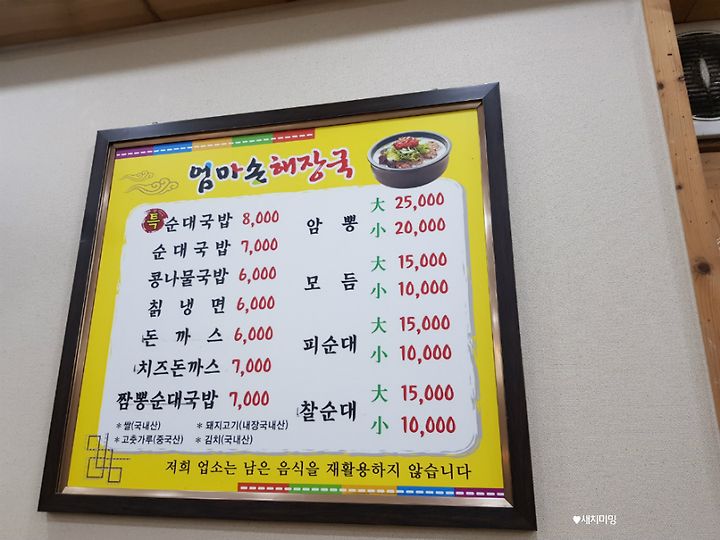 엄마손해장국
특 순대국밥 8,000
순대국밥 7,000
콩나물국밥 6,000
칡냉면 6,000
돈까스 6,000
치즈돈까스 7,000
짬뽕순대국밥 7,000
암뽕 大 25,000
小 20,000
모듬 大 15,000
小 10,000
피순대 大 15,000
小 10,000
찰순대 大 15,000
小 10,000
*쌀(국내산) *돼지고기(내장국내산)
*고춧가루(중국산) *김치(국내산)
저희 업소는 남은 음식을 재활용하지 않습니다
♥새치미밍